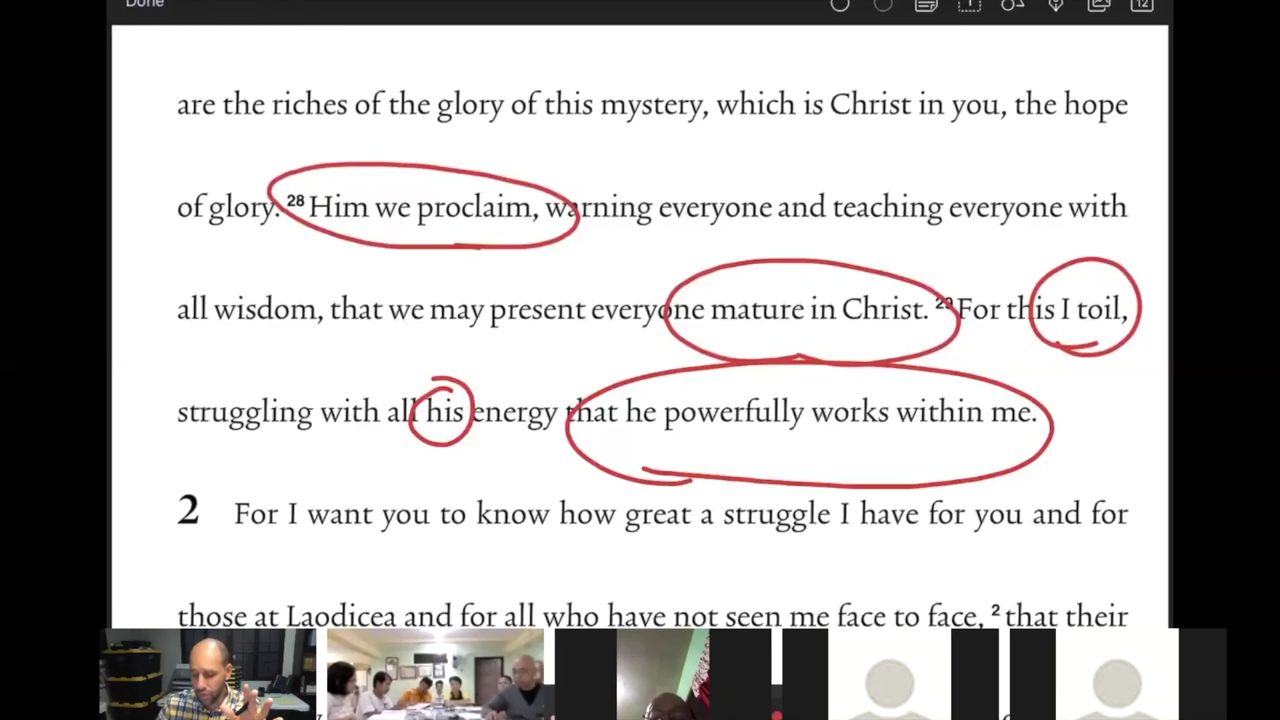 Done
12
are the riches of the glory of this mystery, which is Christ in you, the hope
of glory. 28 Him we proclaim, warning everyone and teaching everyone with
all wisdom, that we may present everyone mature in Christ. 29 For this I toil,
struggling with all his energy that he powerfully works within me.
2 For I want you to know how great a struggle I have for you and for
those at Laodicea and for all who have not seen me face to face, 2 that their